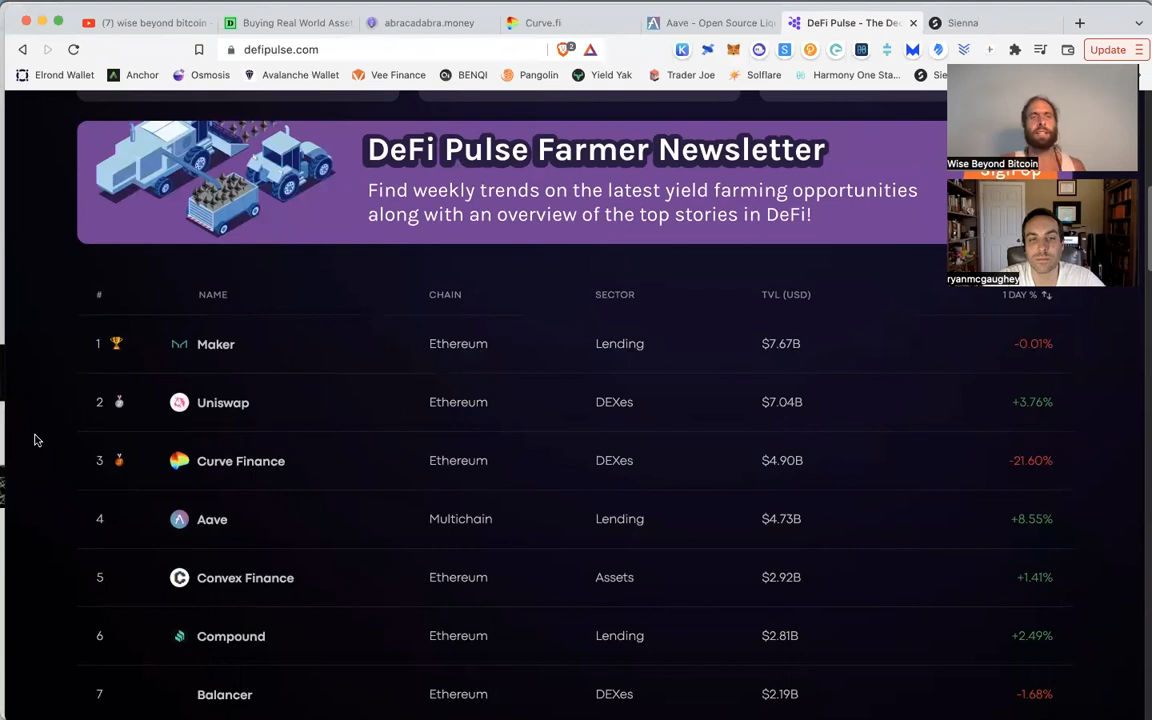 (7) wise beyond bitcoin -
Buying Real World Asset
abracadabra.money
Curve.fi
Aave - Open Source Liq
DeFi Pulse - The Dec
Sienna
defipulse.com
2
Update
Elrond Wallet
Anchor
Osmosis
Avalanche Wallet
Vee Finance
BENQI
Pangolin
Yield Yak
Trader Joe
Solflare
Harmony One Sta...
Sie
DeFi Pulse Farmer Newsletter
Find weekly trends on the latest yield farming opportunities
along with an overview of the top stories in DeFi!
Wise Beyond Bitcoin
Sign Up
ryanmcgaughey
# NAME CHAIN SECTOR TVL (USD) 1 DAY %
1 Maker Ethereum Lending $7.67B -0.01%
2 Uniswap Ethereum DEXes $7.04B +3.76%
3 Curve Finance Ethereum DEXes $4.90B -21.60%
4 Aave Multichain Lending $4.73B +8.55%
5 Convex Finance Ethereum Assets $2.92B +1.41%
6 Compound Ethereum Lending $2.81B +2.49%
7 Balancer Ethereum DEXes $2.19B -1.68%